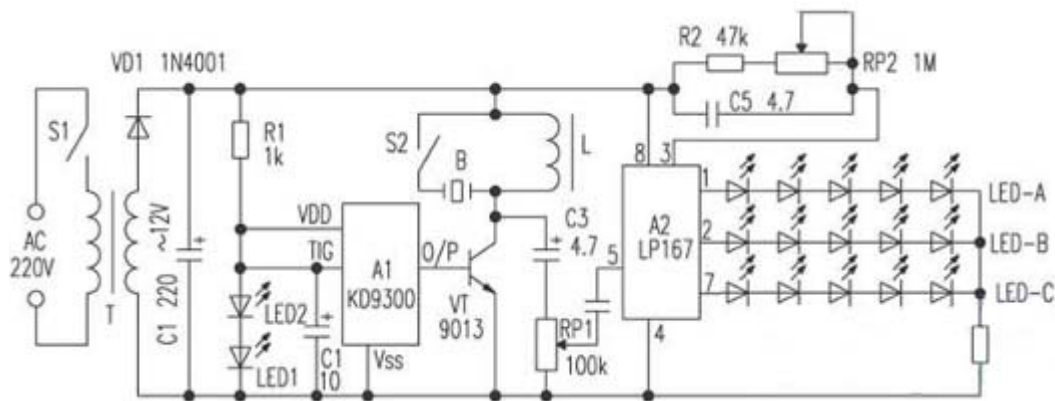 VD1 1N4001
S1
AC
220V
T
~12V
C1 220
+
R1
1k
VDD
TIG
LED2
LED1
+
C1
10
A1
KD9300
Vss
O/P
VT
9013
S2
B
L
+
C3
4.7
RP1
100k
R2 47k
RP2 1M
C5 4.7
8
3
5
4
A2
LP167
1
2
7
LED-A
LED-B
LED-C